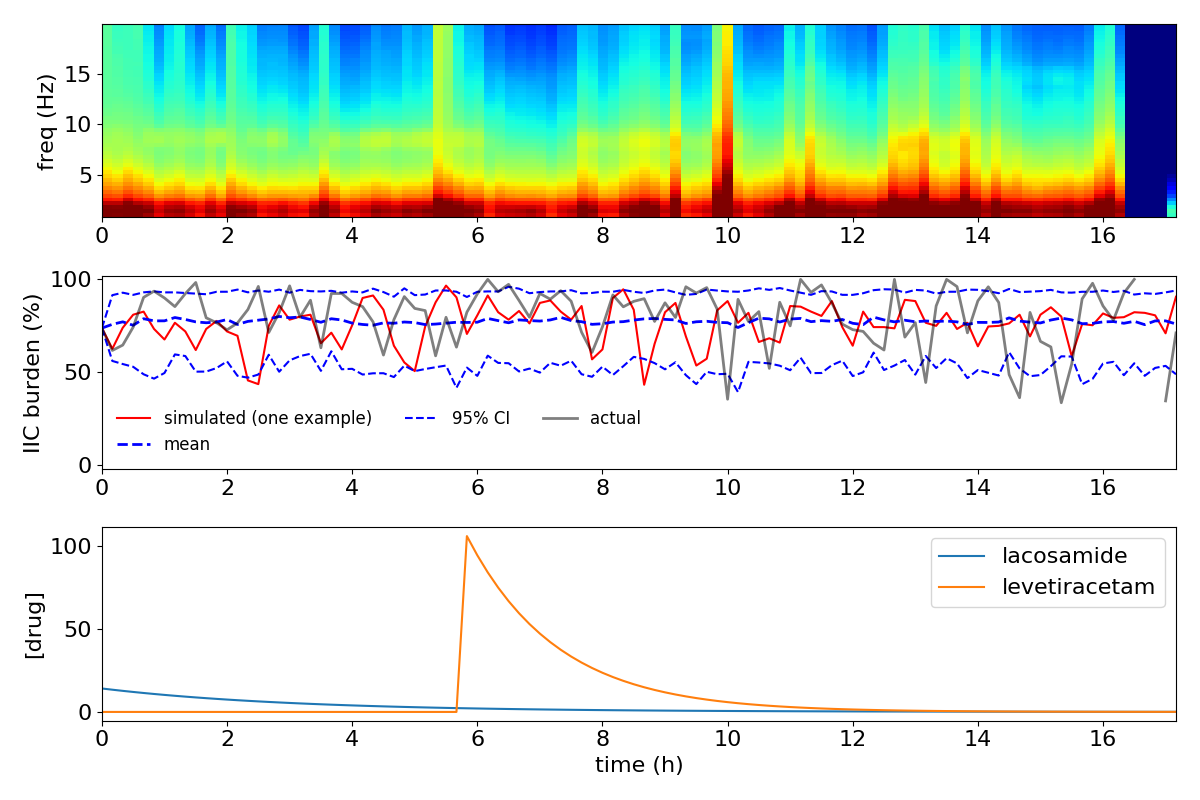 freq (Hz)
15
10
5
0 2 4 6 8 10 12 14 16
IIC burden (%)
100
50
0
simulated (one example) 95% CI actual
mean
0 2 4 6 8 10 12 14 16
[drug]
100
50
0
lacosamide
levetiracetam
0 2 4 6 8 10 12 14 16
time (h)